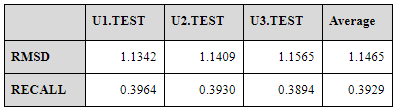 U1.TEST U2.TEST U3.TEST Average
RMSD 1.1342 1.1409 1.1565 1.1465
RECALL 0.3964 0.3930 0.3894 0.3929